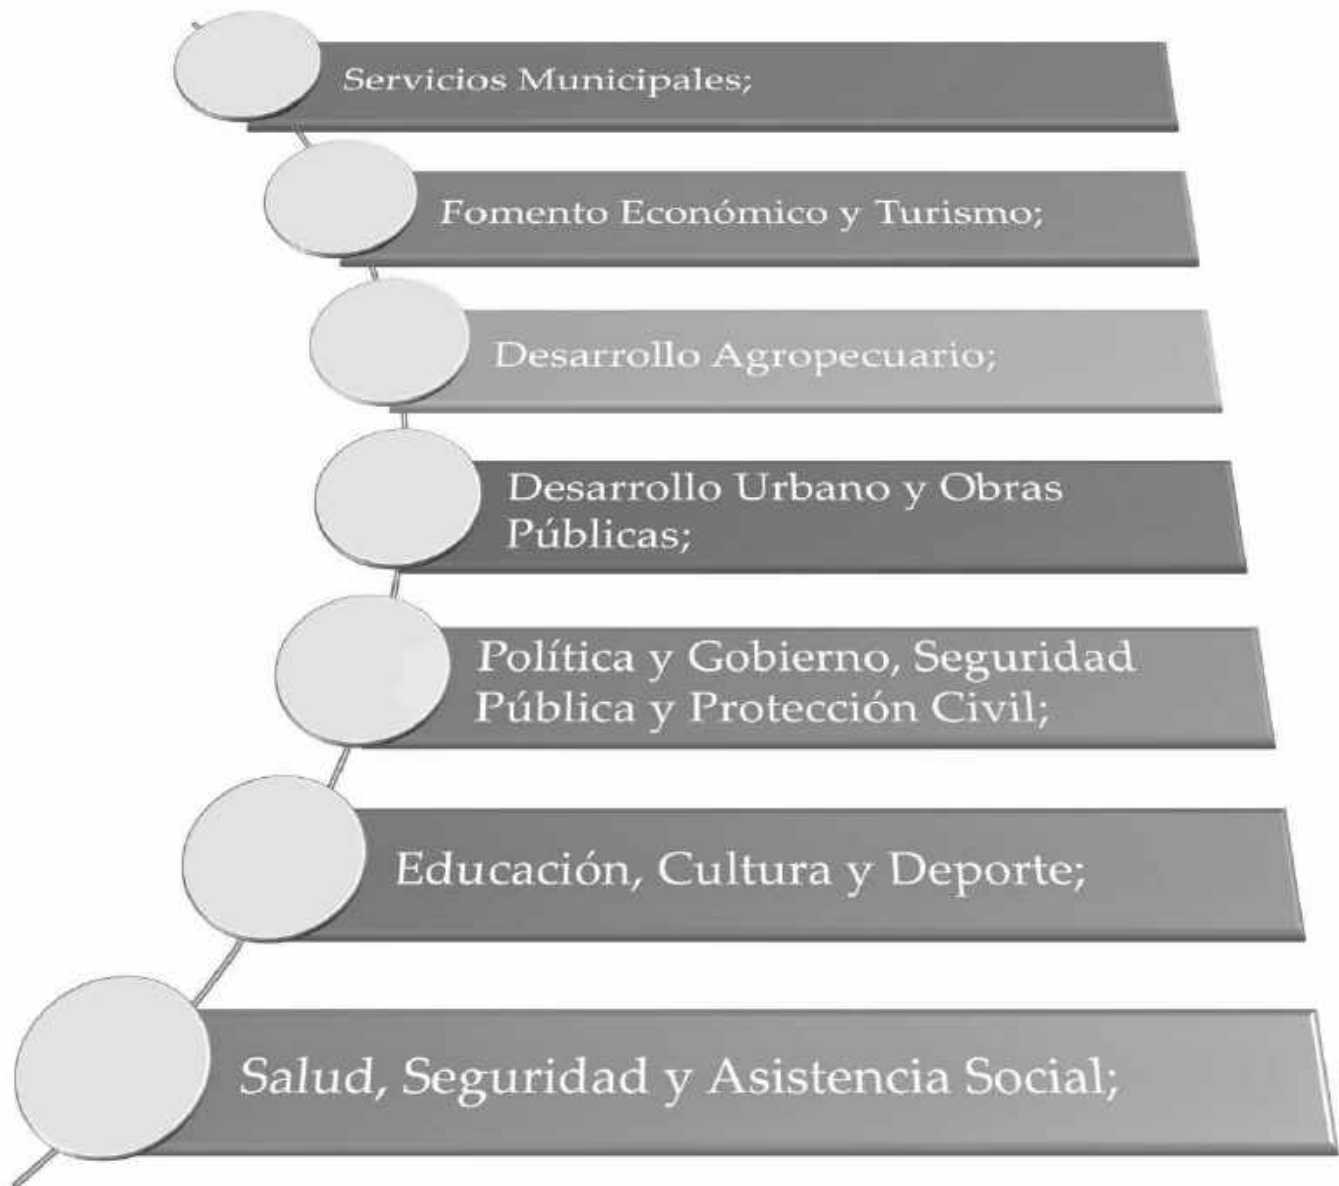 Servicios Municipales;
Fomento Económico y Turismo;
Desarrollo Agropecuario;
Desarrollo Urbano y Obras
Públicas;
Política y Gobierno, Seguridad
Pública y Protección Civil;
Educación, Cultura y Deporte;
Salud, Seguridad y Asistencia Social;